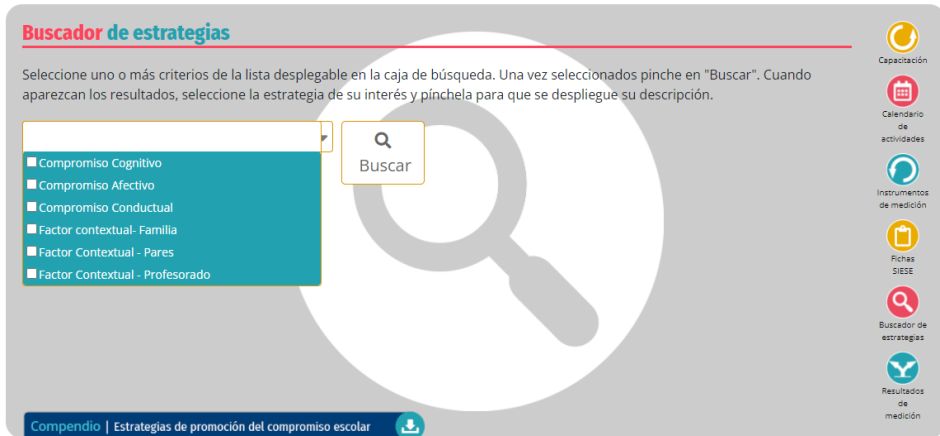 Buscador de estrategias
Seleccione uno o más criterios de la lista desplegable en la caja de búsqueda. Una vez seleccionados pinche en "Buscar". Cuando
aparezcan los resultados, seleccione la estrategia de su interés y pínchela para que se despliegue su descripción.
Buscar
Compromiso Cognitivo
Compromiso Afectivo
Compromiso Conductual
Factor contextual- Familia
Factor Contextual - Pares
Factor Contextual - Profesorado
Compendio | Estrategias de promoción del compromiso escolar
Capacitación
Calendario
de
actividades
Instrumentos
de medición
Fichas
SIESE
Buscador de
estrategias
Resultados
de
medición